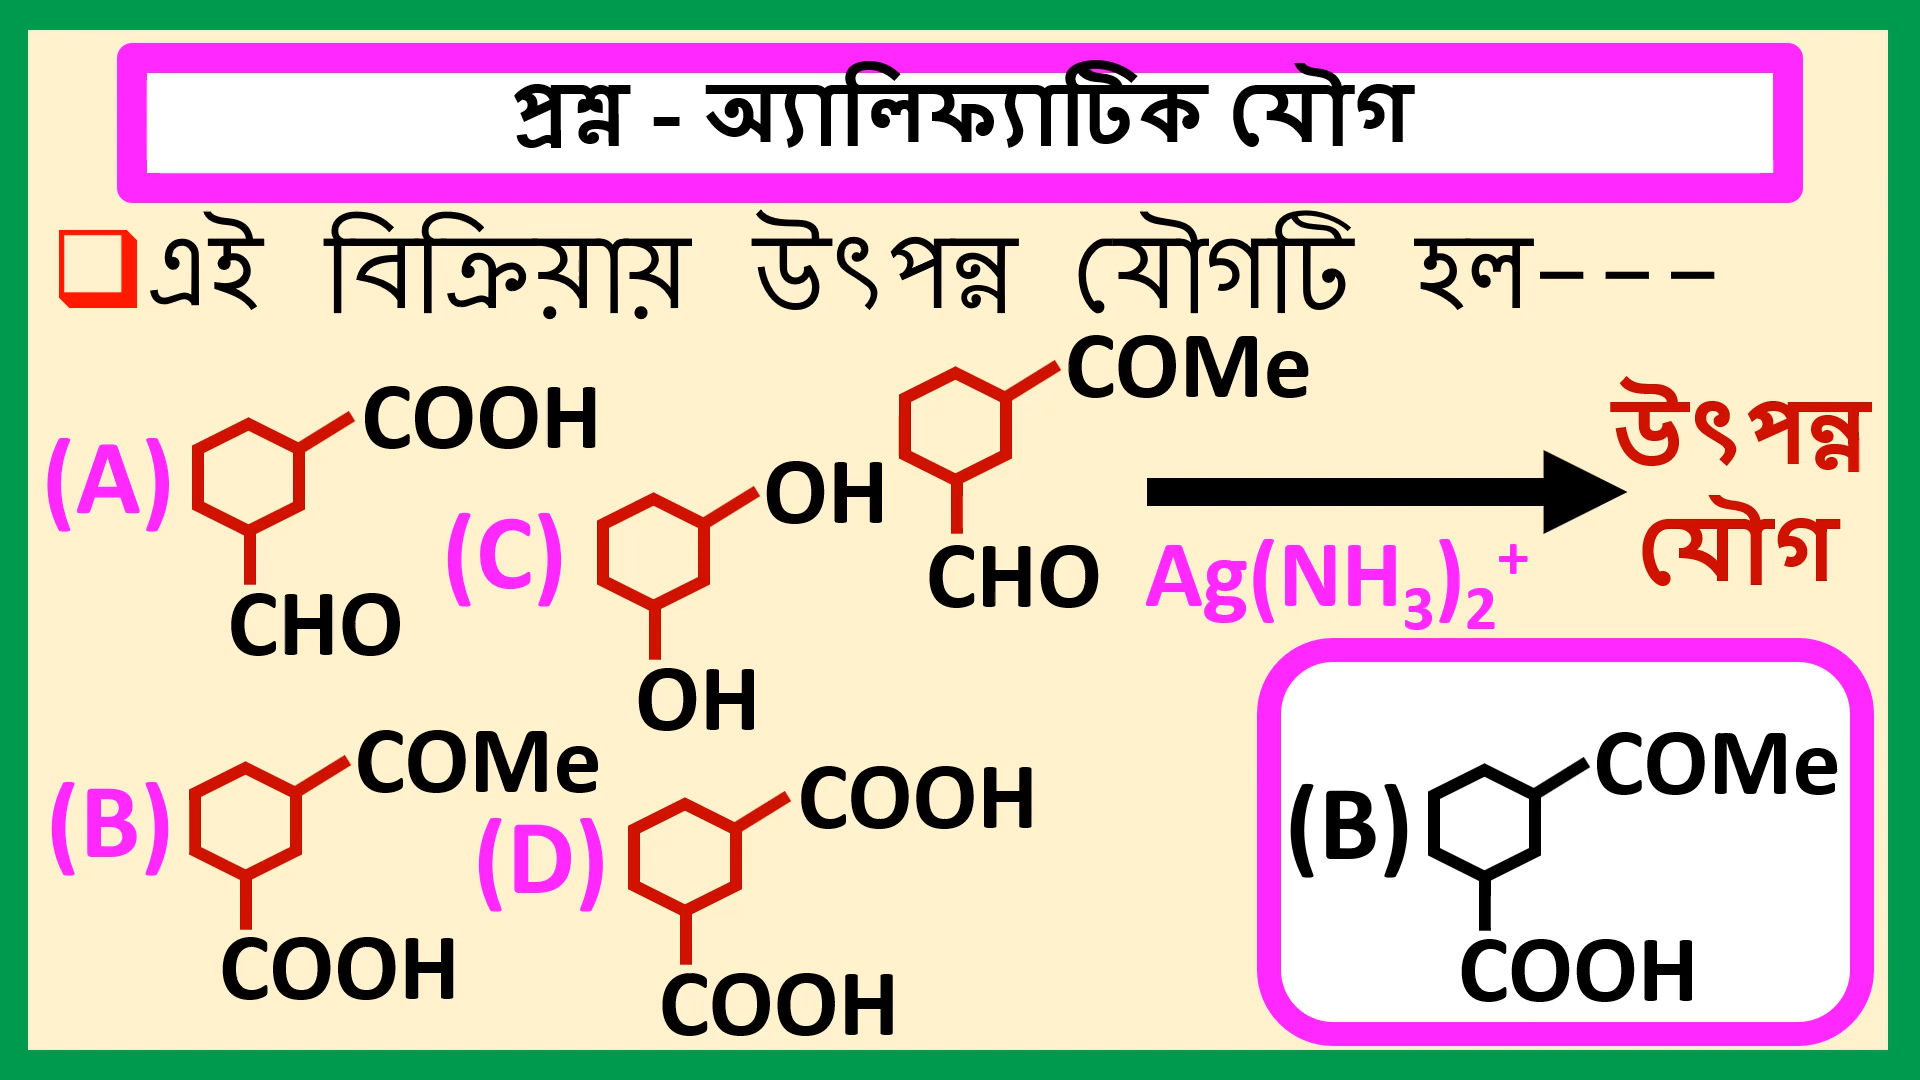 প্রশ্ন - অ্যালিফ্যাটিক যৌগ
❑এই বিক্রিয়ায় উৎপন্ন যৌগটি হল–––
COMe
CHO
Ag(NH₃)₂⁺
উৎপন্ন
যৌগ
(A)
COOH
CHO
(C)
OH
OH
(B)
COMe
COOH
(D)
COOH
COOH
(B)
COMe
COOH